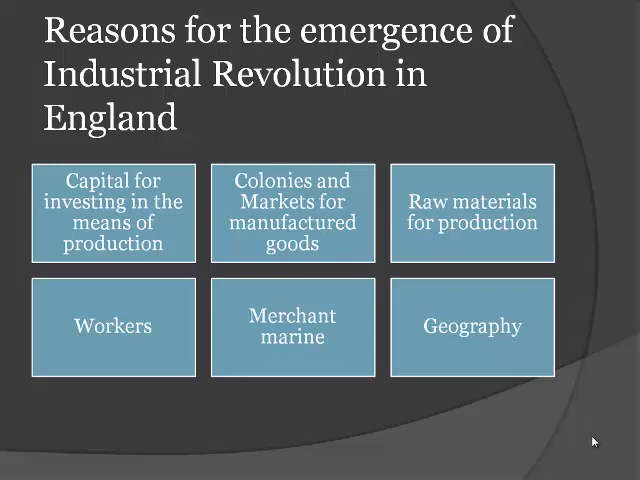 Reasons for the emergence of
Industrial Revolution in
England
Capital for
investing in the
means of
production
Colonies and
Markets for
manufactured
goods
Raw materials
for production
Workers
Merchant
marine
Geography